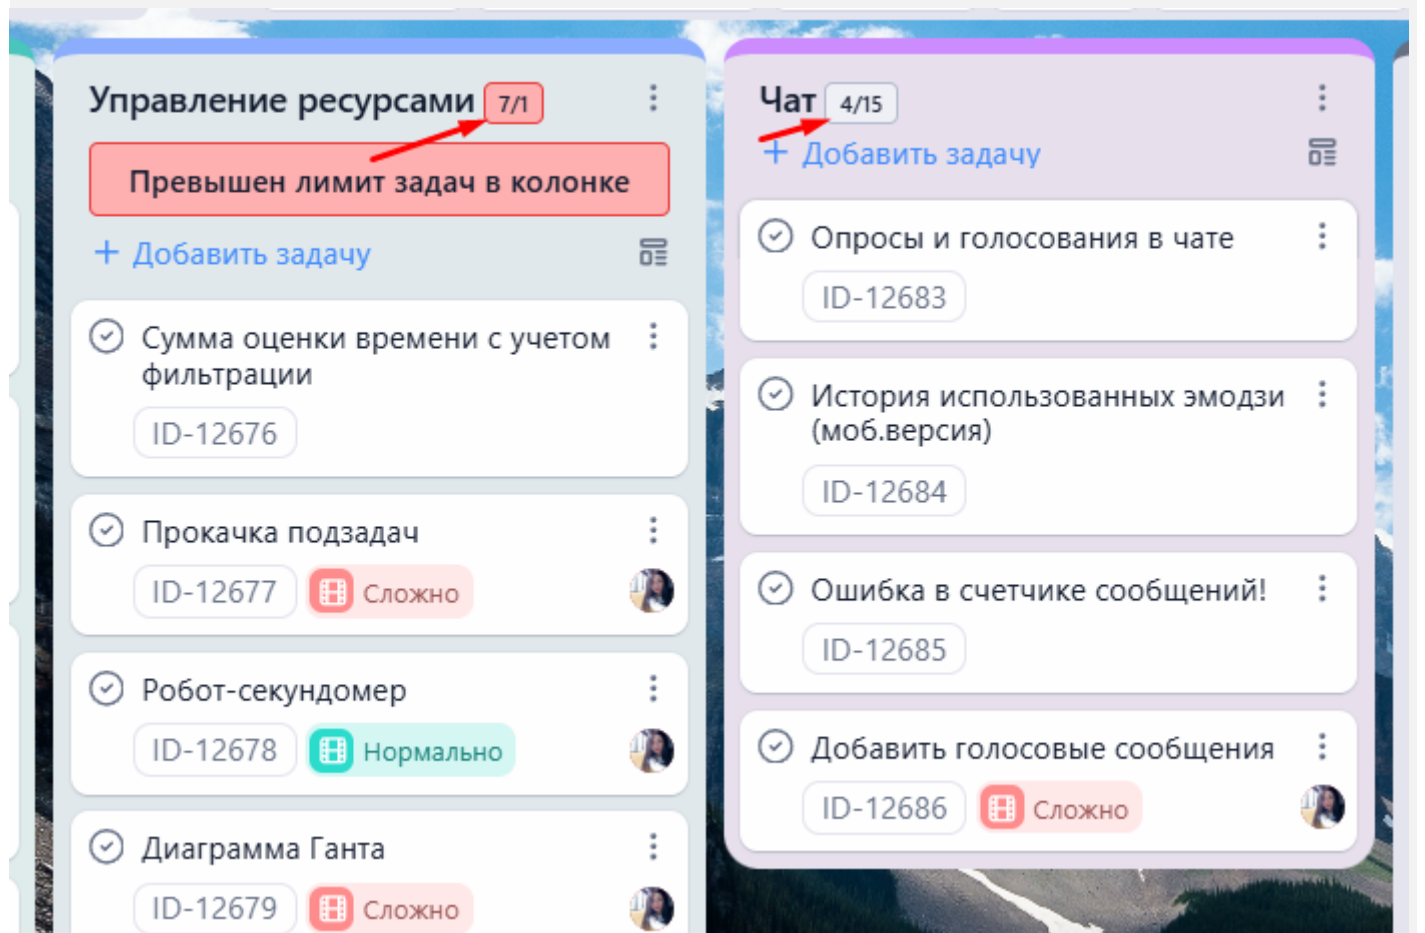 Управление ресурсами 7/1
Превышен лимит задач в колонке
+ Добавить задачу
Сумма оценки времени с учетом
фильтрации
ID-12676
Прокачка подзадач
ID-12677 Сложно
Робот-секундомер
ID-12678 Нормально
Диаграмма Ганта
ID-12679 Сложно
Чат 4/15
+ Добавить задачу
Опросы и голосования в чате
ID-12683
История использованных эмодзи
(моб.версия)
ID-12684
Ошибка в счетчике сообщений!
ID-12685
Добавить голосовые сообщения
ID-12686 Сложно